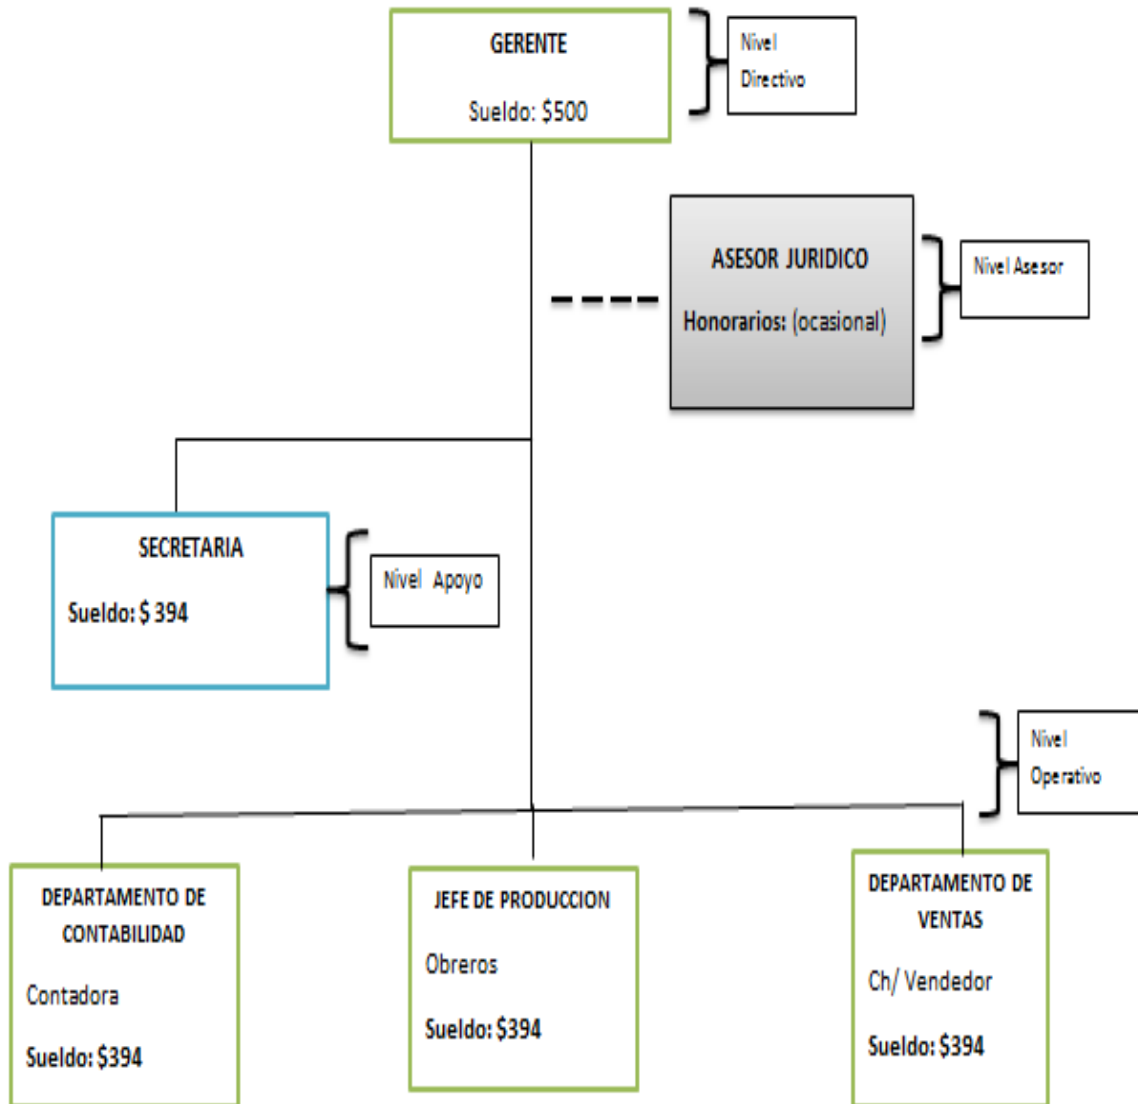 GERENTE
Sueldo: $500
Nivel
Directivo
ASESOR JURIDICO
Honorarios: (ocasional)
Nivel Asesor
SECRETARIA
Sueldo: $ 394
Nivel Apoyo
Nivel
Operativo
DEPARTAMENTO DE
CONTABILIDAD
Contadora
Sueldo: $394
JEFE DE PRODUCCION
Obreros
Sueldo: $394
DEPARTAMENTO DE
VENTAS
Ch/ Vendedor
Sueldo: $394